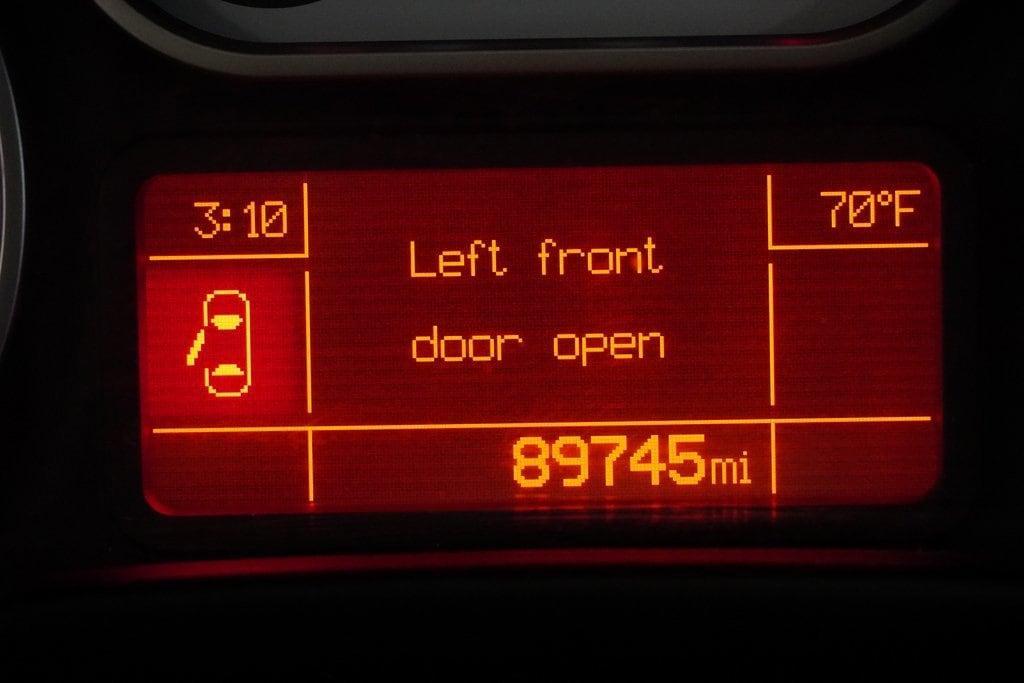 3:10
70°F
Left front
door open
89745mi